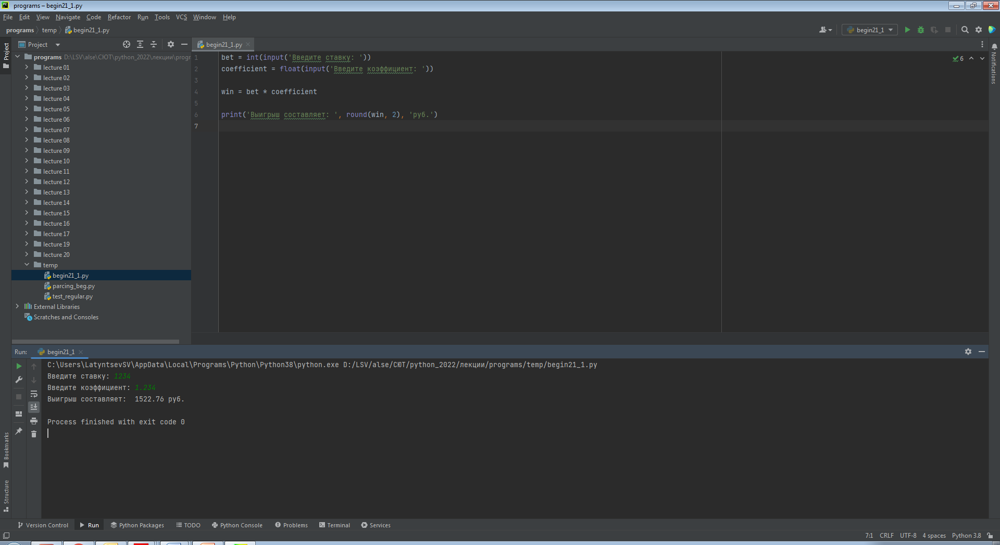 programs – begin21_1.py
File Edit View Navigate Code Refactor Run Tools VCS Window Help
programs temp begin21_1.py
begin21_1
Project
Project
begin21_1.py
Notifications
programs D:\LSV\alse\СЮТ\python_2022\лекции\progr
lecture 01
lecture 02
lecture 03
lecture 04
lecture 05
lecture 06
lecture 07
lecture 08
lecture 09
lecture 10
lecture 11
lecture 12
lecture 13
lecture 14
lecture 15
lecture 16
lecture 17
lecture 19
lecture 20
temp
begin21_1.py
parcing_beg.py
test_regular.py
External Libraries
Scratches and Consoles
1 bet = int(input('Введите ставку: '))
2 coefficient = float(input('Введите коэффициент: '))
3
4 win = bet * coefficient
5
6 print('Выигрыш составляет: ', round(win, 2), 'руб.')
7
6
Run: begin21_1
C:\Users\LatyntsevSV\AppData\Local\Programs\Python\Python38\python.exe D:/LSV/alse/СЮТ/python_2022/лекции/programs/temp/begin21_1.py
Введите ставку: 1234
Введите коэффициент: 1.234
Выигрыш составляет:  1522.76 руб.
Process finished with exit code 0
Bookmarks
Structure
Version Control Run Python Packages TODO Python Console Problems Terminal Services
7:1 CRLF UTF-8 4 spaces Python 3.8